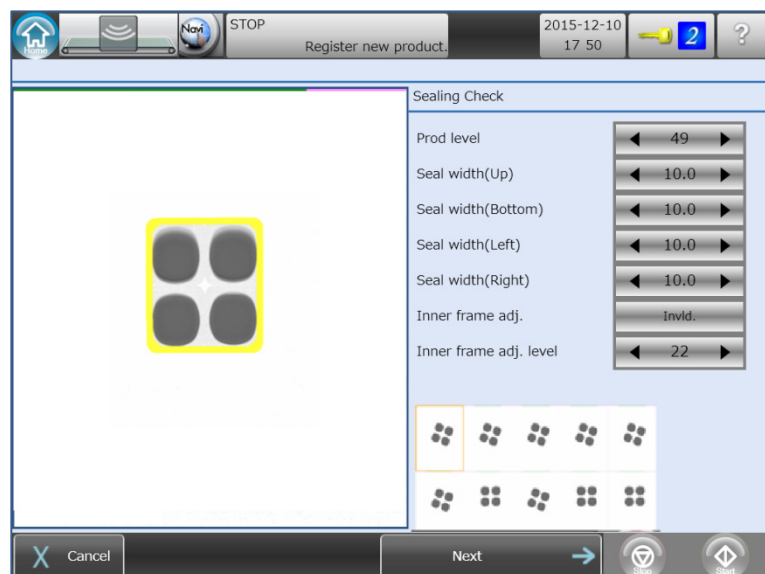 Home
Navi
STOP
Register new product.
2015-12-10
17 50
2
?
Sealing Check
Prod level 49
Seal width(Up) 10.0
Seal width(Bottom) 10.0
Seal width(Left) 10.0
Seal width(Right) 10.0
Inner frame adj. Invld.
Inner frame adj. level 22
X Cancel
Next
Stop
Start